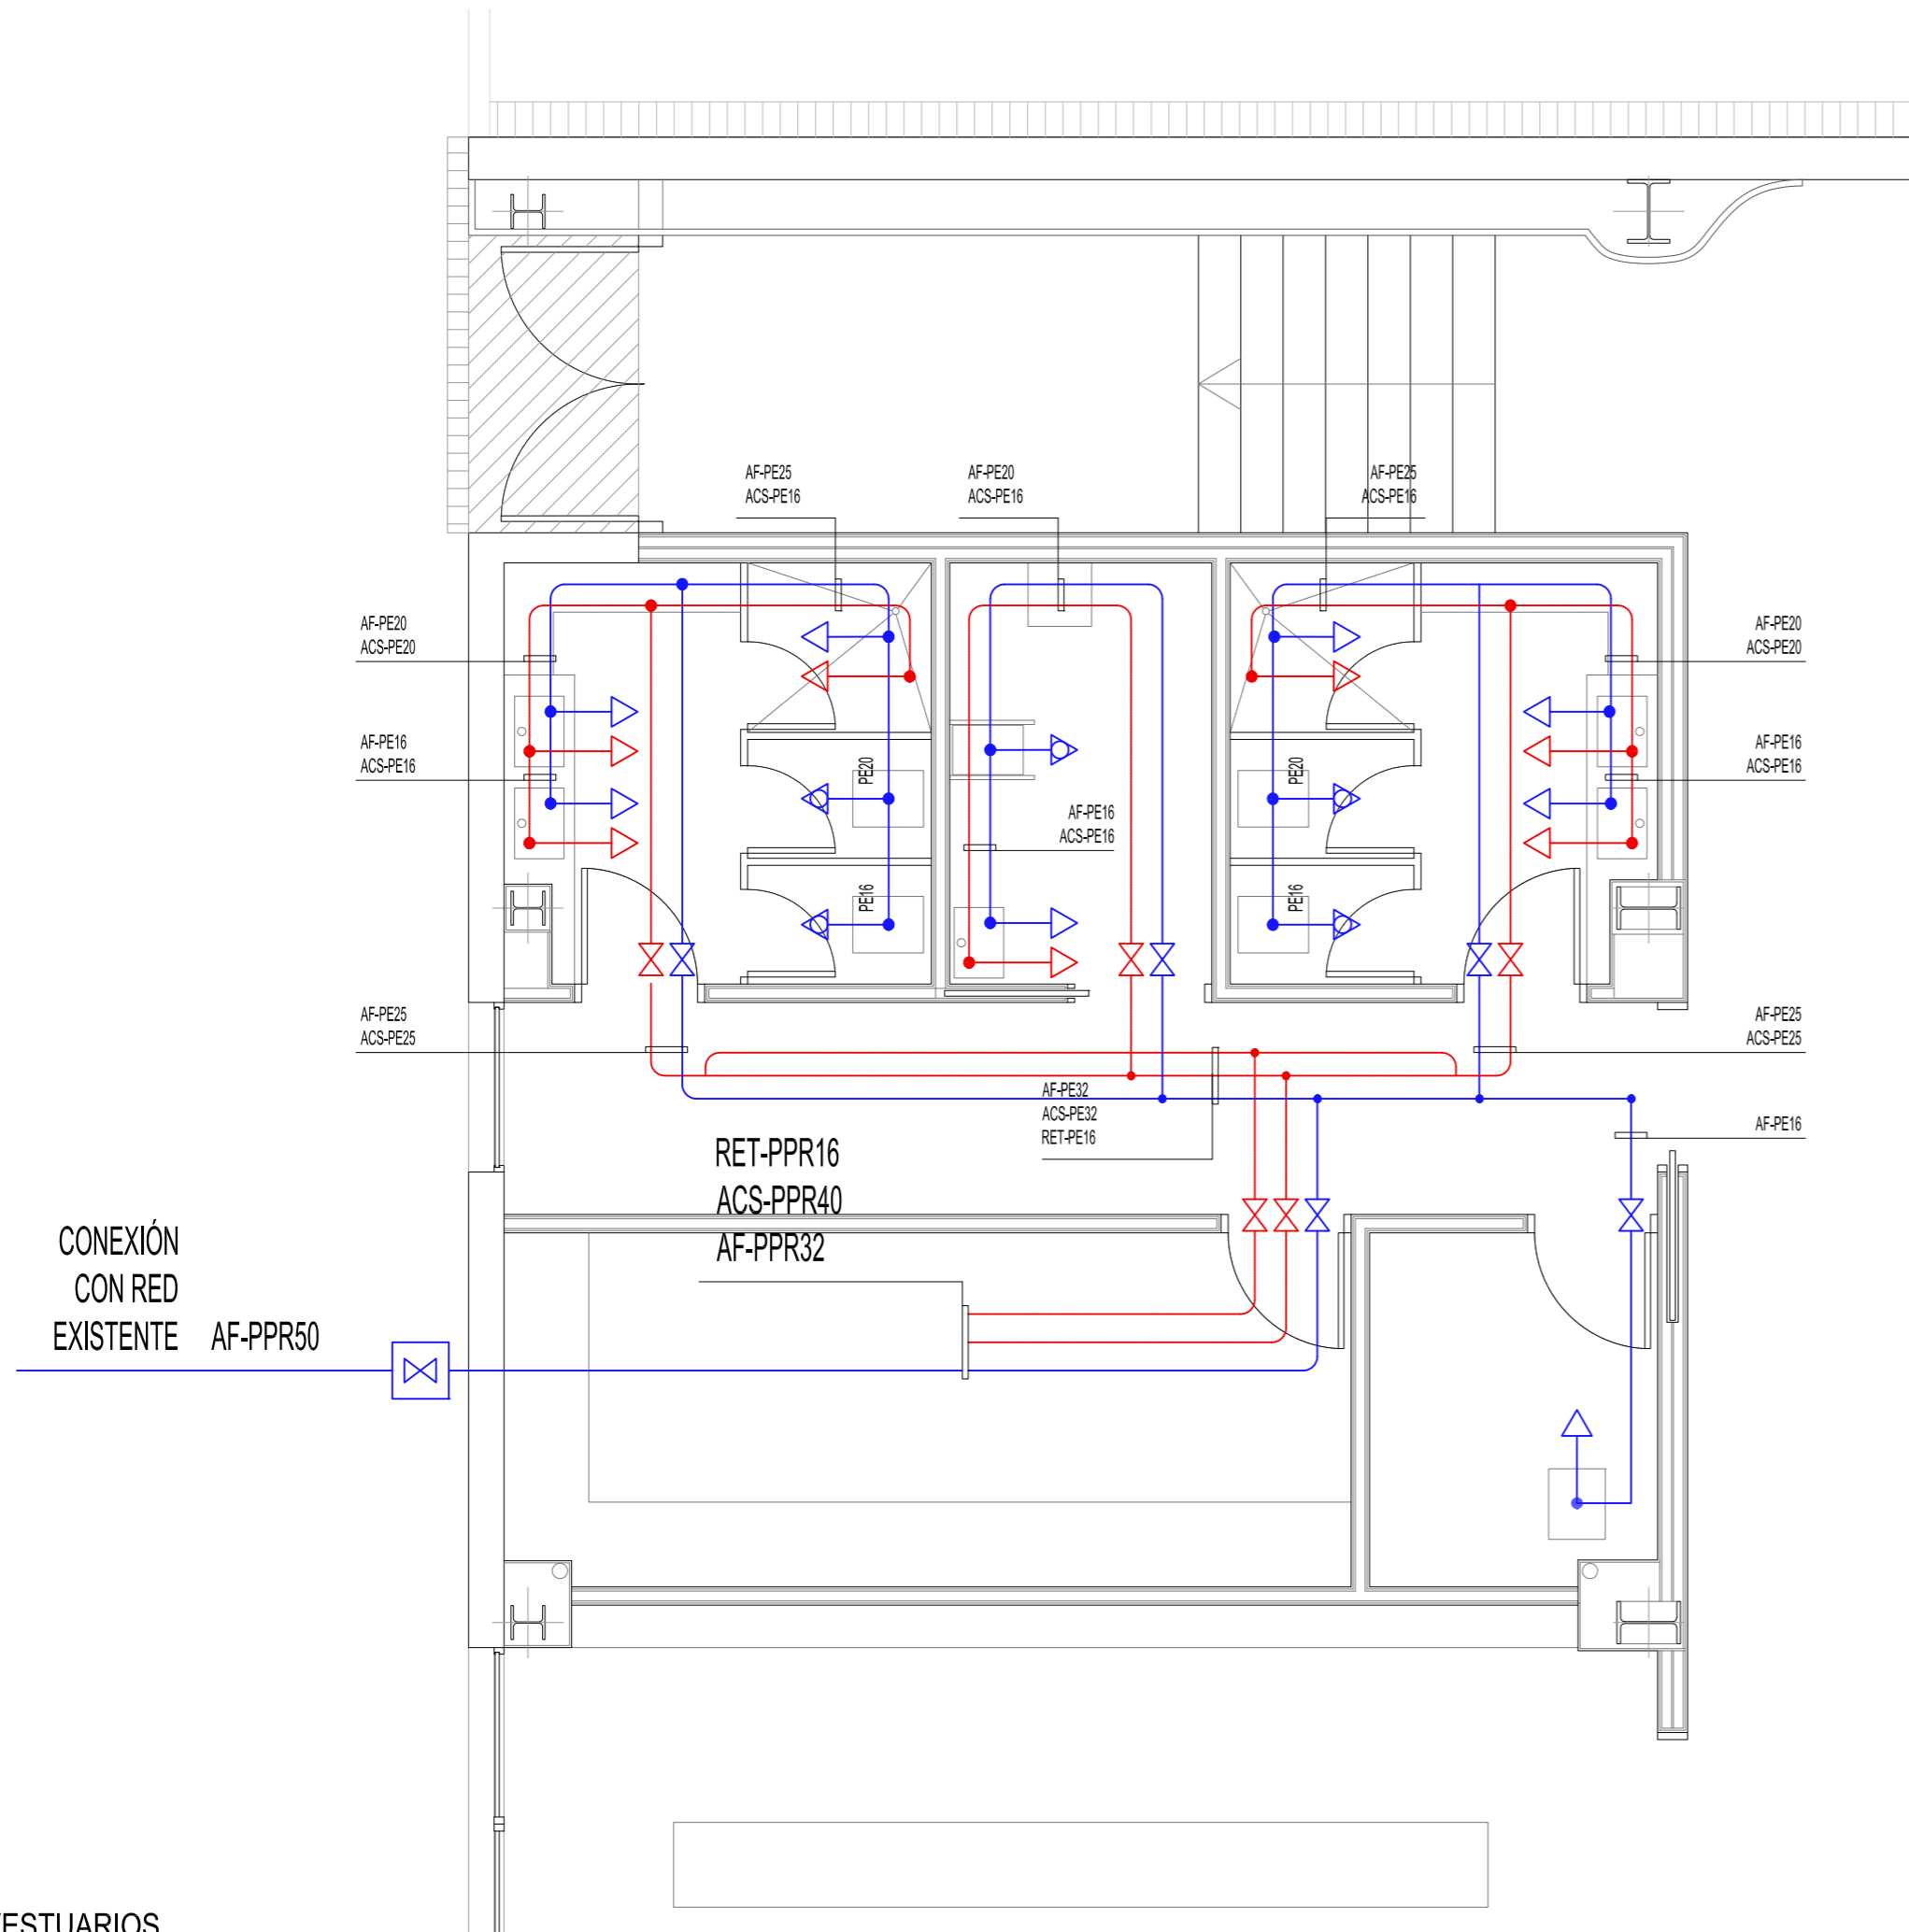 AF-PE25
ACS-PE16
AF-PE20
ACS-PE16
AF-PE25
ACS-PE16
AF-PE20
ACS-PE20
AF-PE20
ACS-PE20
AF-PE16
ACS-PE16
PE20
PE20
AF-PE16
ACS-PE16
AF-PE16
ACS-PE16
PE16
PE16
AF-PE25
ACS-PE25
AF-PE25
ACS-PE25
AF-PE32
ACS-PE32
RET-PE16
AF-PE16
RET-PPR16
ACS-PPR40
AF-PPR32
CONEXIÓN
CON RED
EXISTENTE AF-PPR50
ESTUARIOS